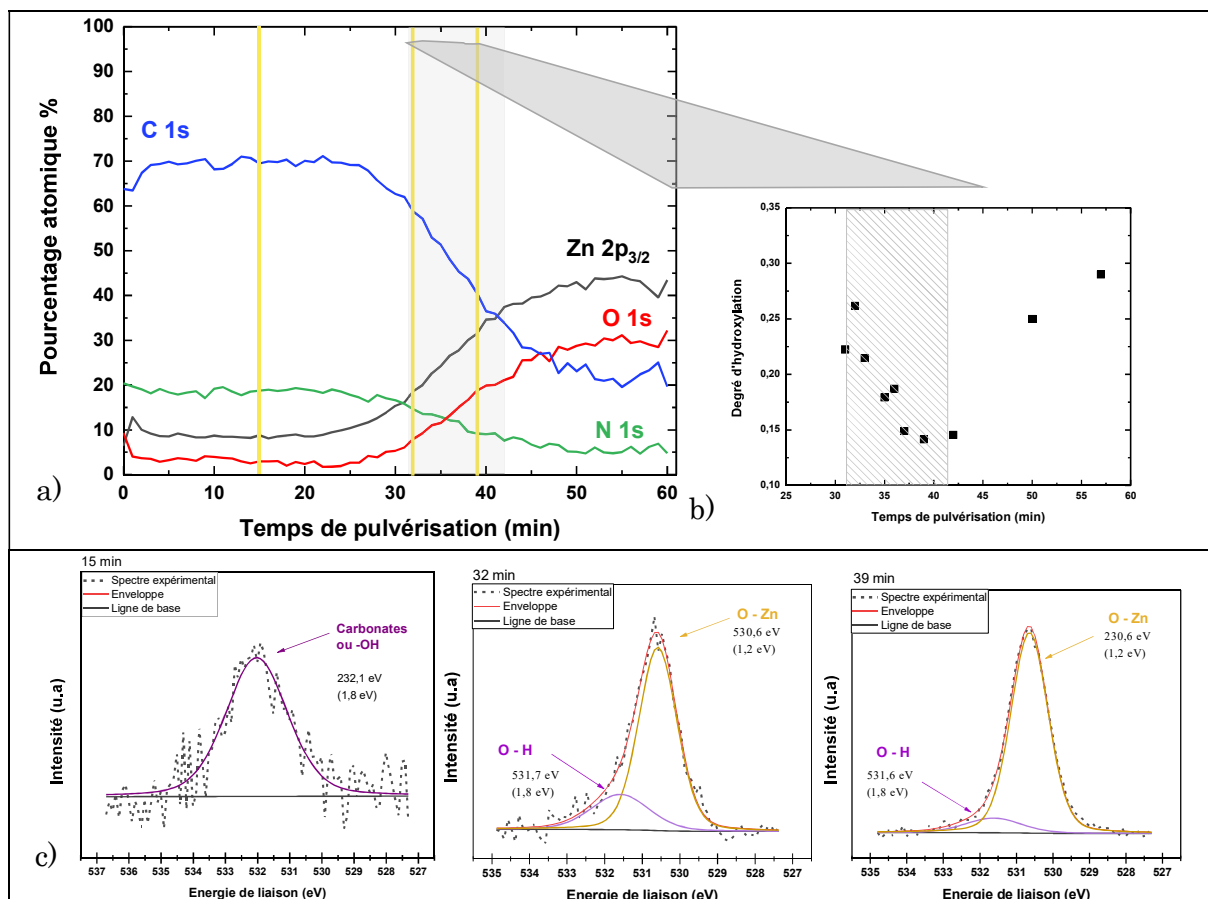 100
90
80
70
60
50
40
30
20
10
0
Pourcentage atomique %
C 1s
Zn 2p3/2
O 1s
N 1s
0 10 20 30 40 50 60
Temps de pulvérisation (min)
a)
0,35
0,30
0,25
0,20
0,15
0,10
Degré d'hydroxylation
25 30 35 40 45 50 55 60
Temps de pulvérisation (min)
b)
15 min
Spectre expérimental
Enveloppe
Ligne de base
Carbonates
ou -OH
232,1 eV
(1,8 eV)
Intensité (u.a)
537 536 535 534 533 532 531 530 529 528
Energie de liaison (eV)
c)
32 min
Spectre expérimental
Enveloppe
Ligne de base
O - Zn
530,6 eV
(1,2 eV)
O - H
531,7 eV
(1,8 eV)
Intensité (u.a)
535 534 533 532 531 530 529 528 527
Energie de liaison (eV)
39 min
Spectre expérimental
Enveloppe
Ligne de base
O - Zn
230,6 eV
(1,2 eV)
O - H
531,6 eV
(1,8 eV)
Intensité (u.a)
535 534 533 532 531 530 529 528 527
Energie de liaison (eV)